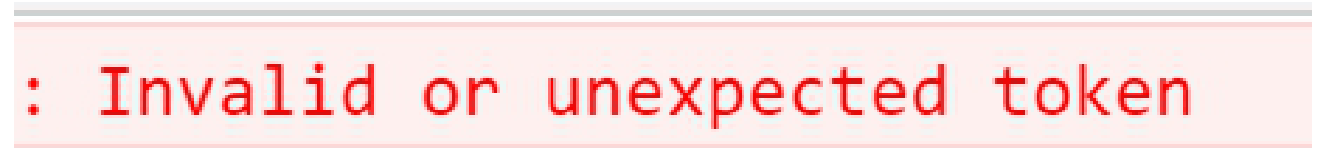 : Invalid or unexpected token